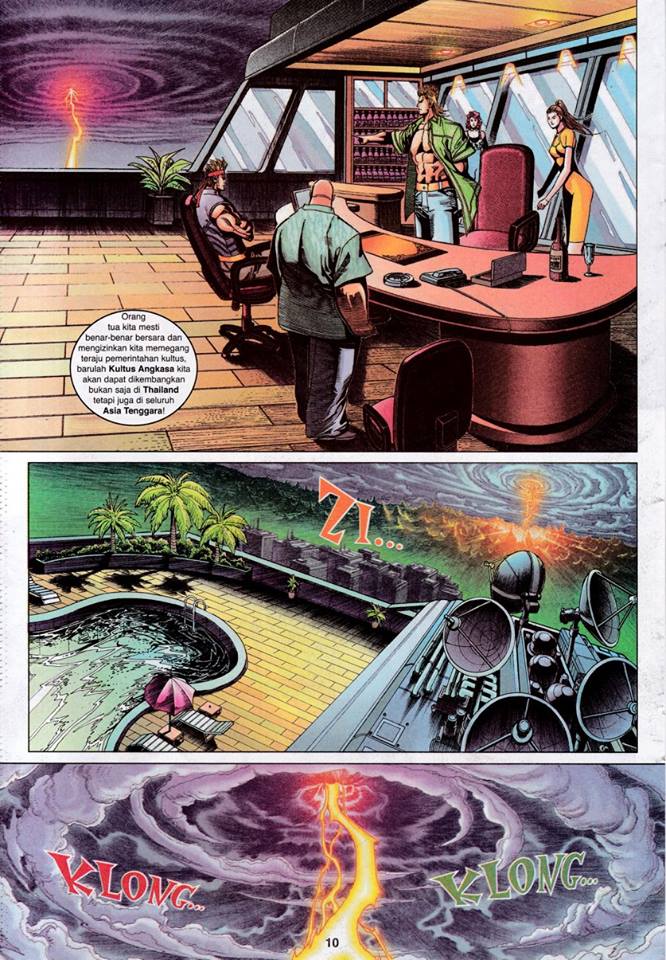 Orang
tua kita mesti
benar-benar bersara dan
mengizinkan kita memegang
teraju pemerintahan kultus,
barulah Kultus Angkasa kita
akan dapat dikembangkan
bukan saja di Thailand
tetapi juga di seluruh
Asia Tenggara!
ZI...
KLONG...
KLONG...
10